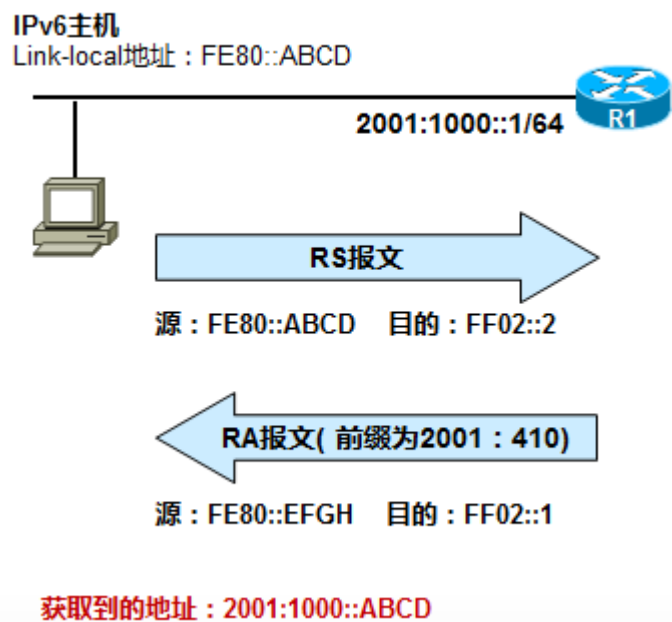 IPv6主机
Link-local地址：FE80::ABCD
2001:1000::1/64
R1
RS报文
源：FE80::ABCD 目的：FF02::2
RA报文( 前缀为2001：410)
源：FE80::EFGH 目的：FF02::1
获取到的地址：2001:1000::ABCD